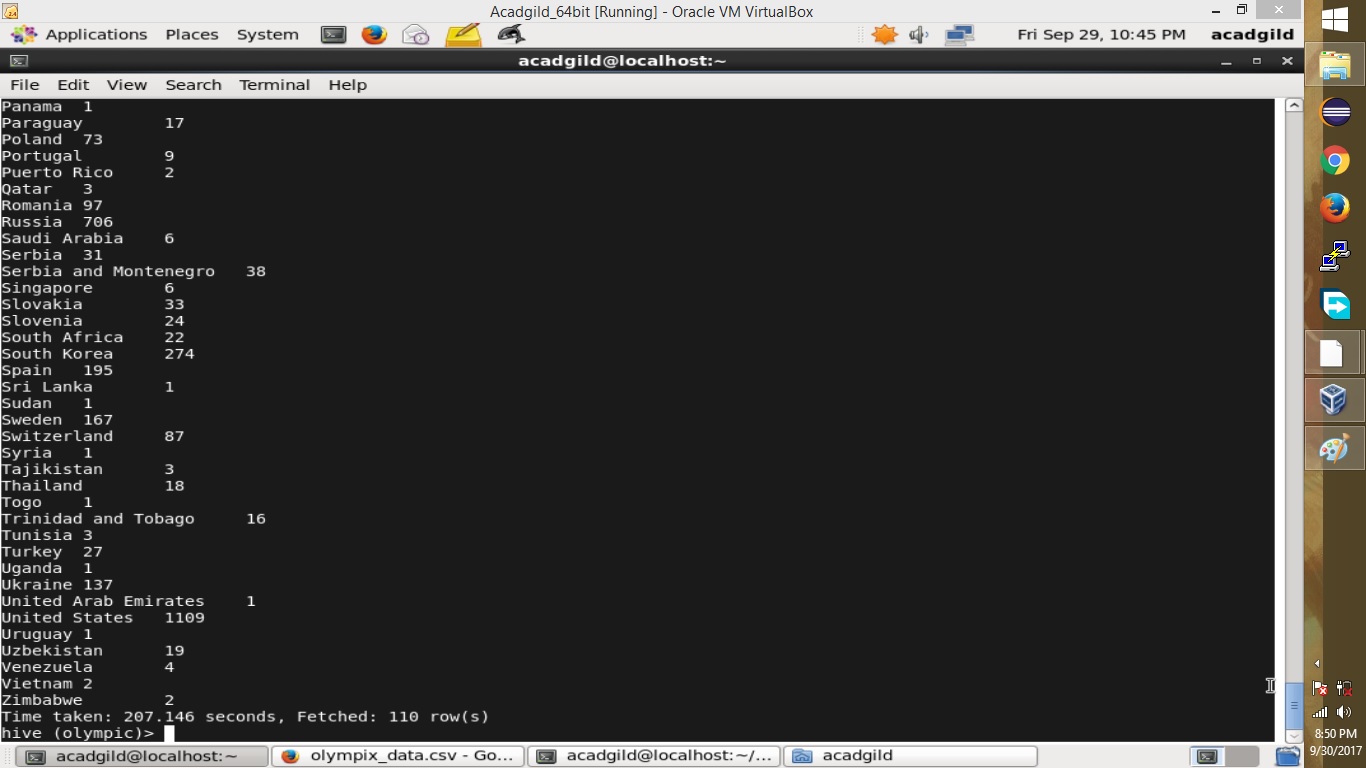 Acadgild_64bit [Running] - Oracle VM VirtualBox
Applications Places System Fri Sep 29, 10:45 PM acadgild
acadgild@localhost:~
File Edit View Search Terminal Help
Panama 1
Paraguay 17
Poland 73
Portugal 9
Puerto Rico 2
Qatar 3
Romania 97
Russia 706
Saudi Arabia 6
Serbia 31
Serbia and Montenegro 38
Singapore 6
Slovakia 33
Slovenia 24
South Africa 22
South Korea 274
Spain 195
Sri Lanka 1
Sudan 1
Sweden 167
Switzerland 87
Syria 1
Tajikistan 3
Thailand 18
Togo 1
Trinidad and Tobago 16
Tunisia 3
Turkey 27
Uganda 1
Ukraine 137
United Arab Emirates 1
United States 1109
Uruguay 1
Uzbekistan 19
Venezuela 4
Vietnam 2
Zimbabwe 2
Time taken: 207.146 seconds, Fetched: 110 row(s)
hive (olympic)>
acadgild@localhost:~ olympix_data.csv - Go... acadgild@localhost:~/... acadgild
8:50 PM
9/30/2017